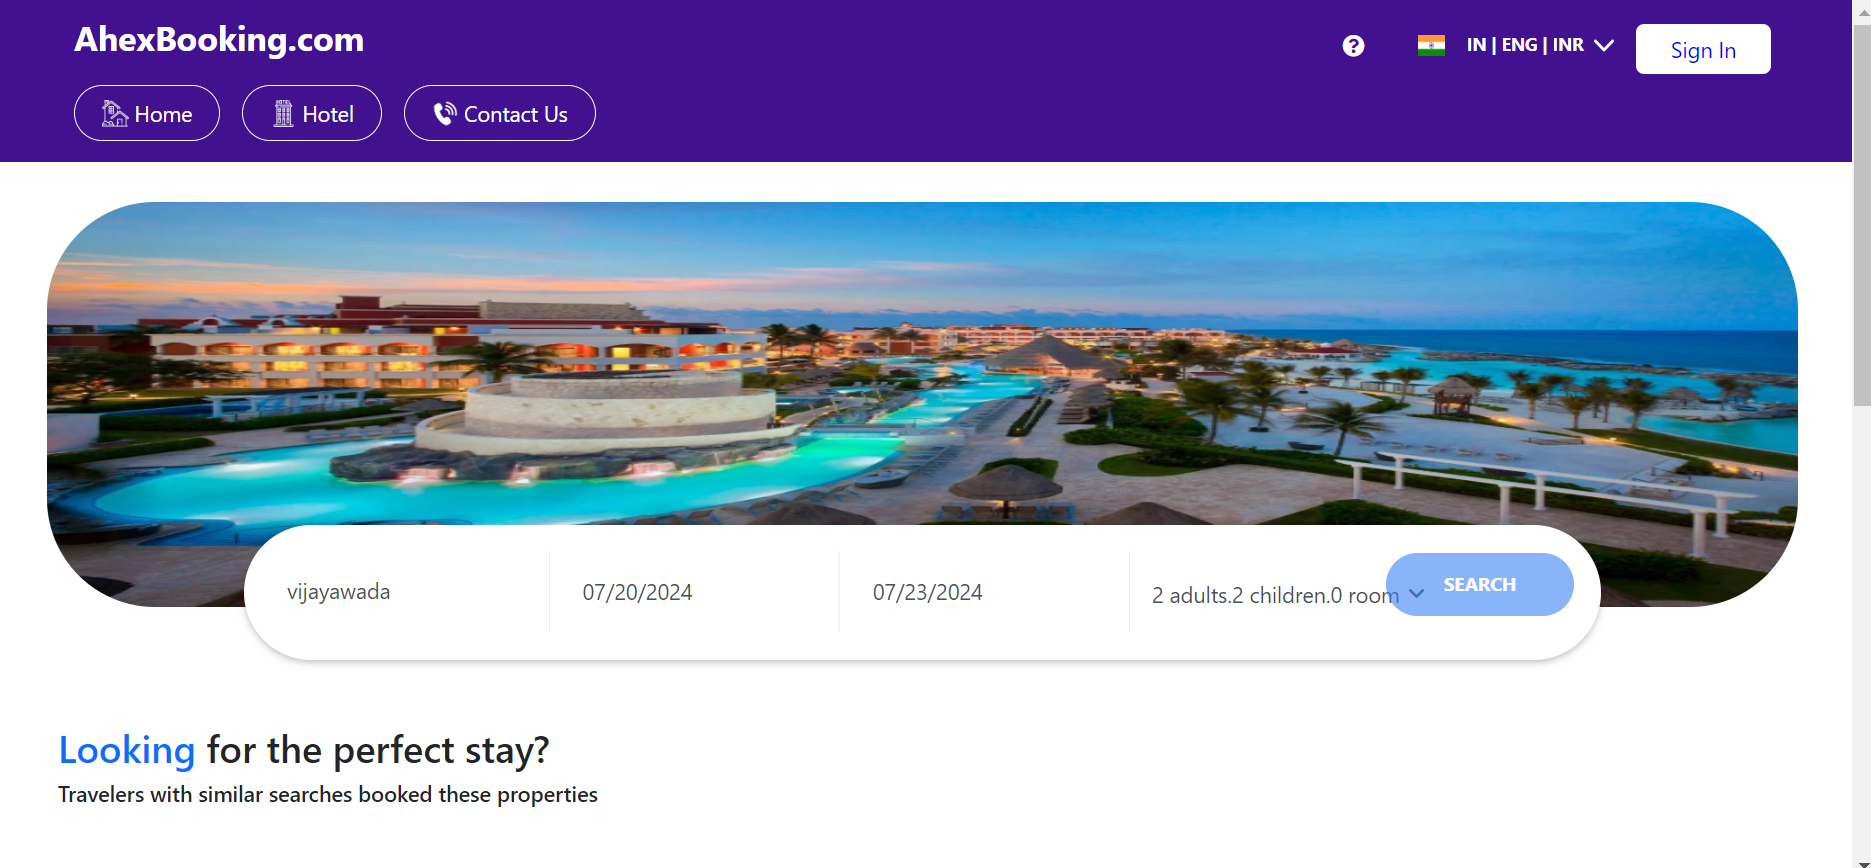 AhexBooking.com
IN | ENG | INR
Sign In
Home
Hotel
Contact Us
vijayawada
07/20/2024
07/23/2024
2 adults.2 children.0 room
SEARCH
Looking for the perfect stay?
Travelers with similar searches booked these properties